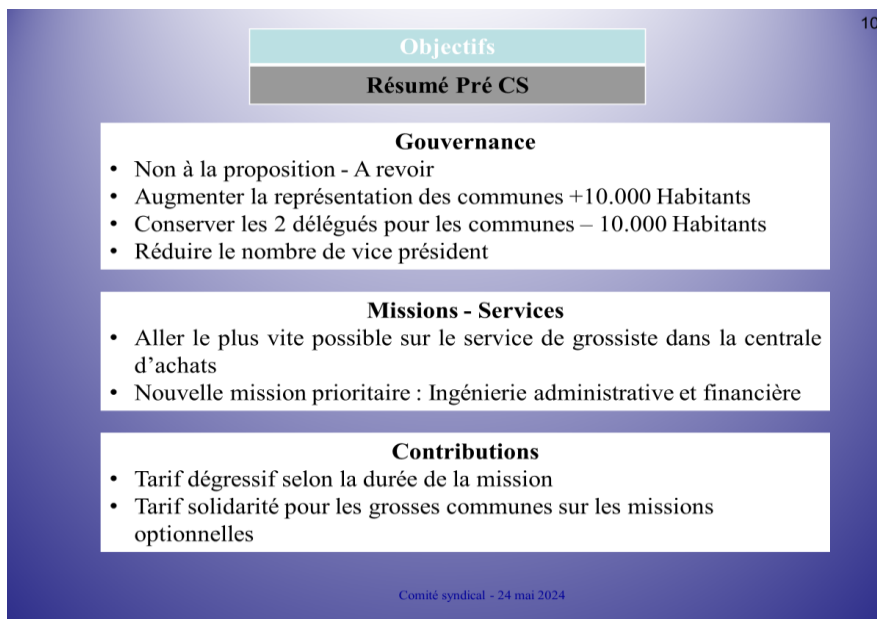 10
Objectifs
Résumé Pré CS
Gouvernance
• Non à la proposition - A revoir
• Augmenter la représentation des communes +10.000 Habitants
• Conserver les 2 délégués pour les communes – 10.000 Habitants
• Réduire le nombre de vice président
Missions - Services
• Aller le plus vite possible sur le service de grossiste dans la centrale
d’achats
• Nouvelle mission prioritaire : Ingénierie administrative et financière
Contributions
• Tarif dégressif selon la durée de la mission
• Tarif solidarité pour les grosses communes sur les missions
optionnelles
Comité syndical - 24 mai 2024